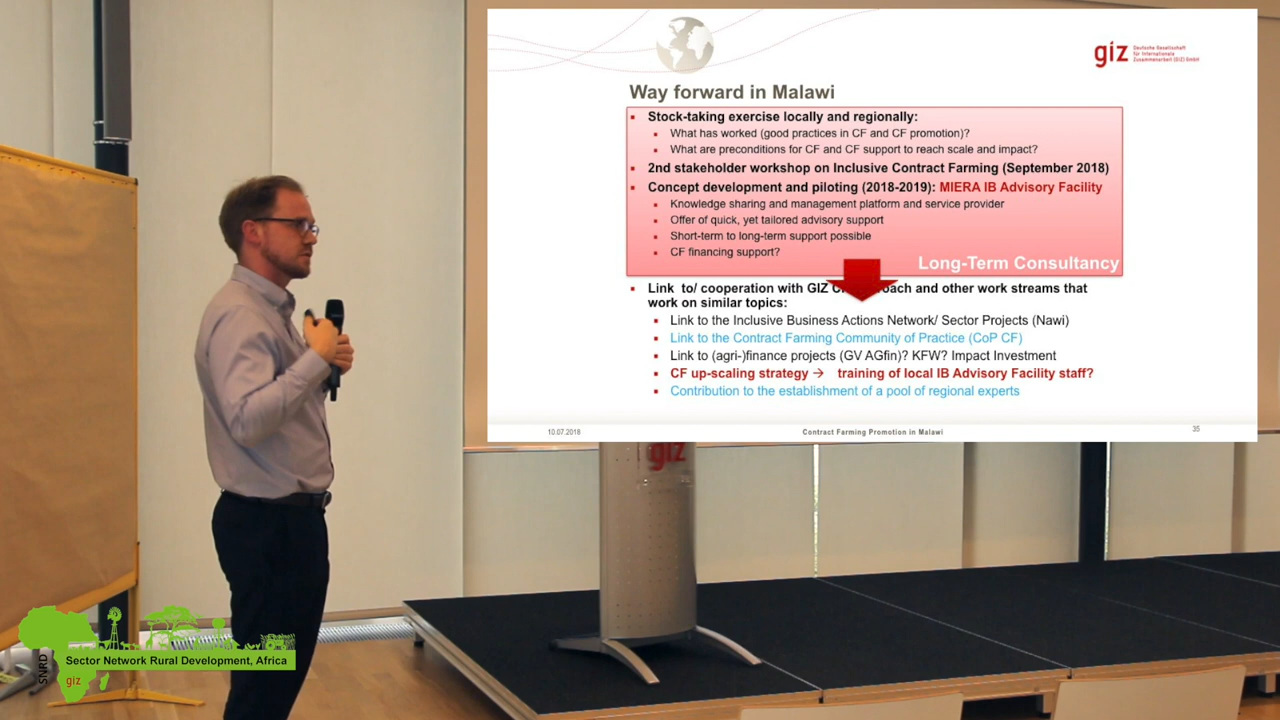 giz Deutsche Gesellschaft
für Internationale
Zusammenarbeit (GIZ) GmbH
Way forward in Malawi
Stock-taking exercise locally and regionally:
What has worked (good practices in CF and CF promotion)?
What are preconditions for CF and CF support to reach scale and impact?
2nd stakeholder workshop on Inclusive Contract Farming (September 2018)
Concept development and piloting (2018-2019): MIERA IB Advisory Facility
Knowledge sharing and management platform and service provider
Offer of quick, yet tailored advisory support
Short-term to long-term support possible
CF financing support?
Long-Term Consultancy
Link to/ cooperation with GIZ and other work streams that
work on similar topics:
Link to the Inclusive Business Actions Network/ Sector Projects (Nawi)
Link to the Contract Farming Community of Practice (CoP CF)
Link to (agri-)finance projects (GV AGfin)? KFW? Impact Investment
CF up-scaling strategy → training of local IB Advisory Facility staff?
Contribution to the establishment of a pool of regional experts
10.07.2018 Contract Farming Promotion in Malawi 35
giz
SNRD
Sector Network Rural Development, Africa
giz